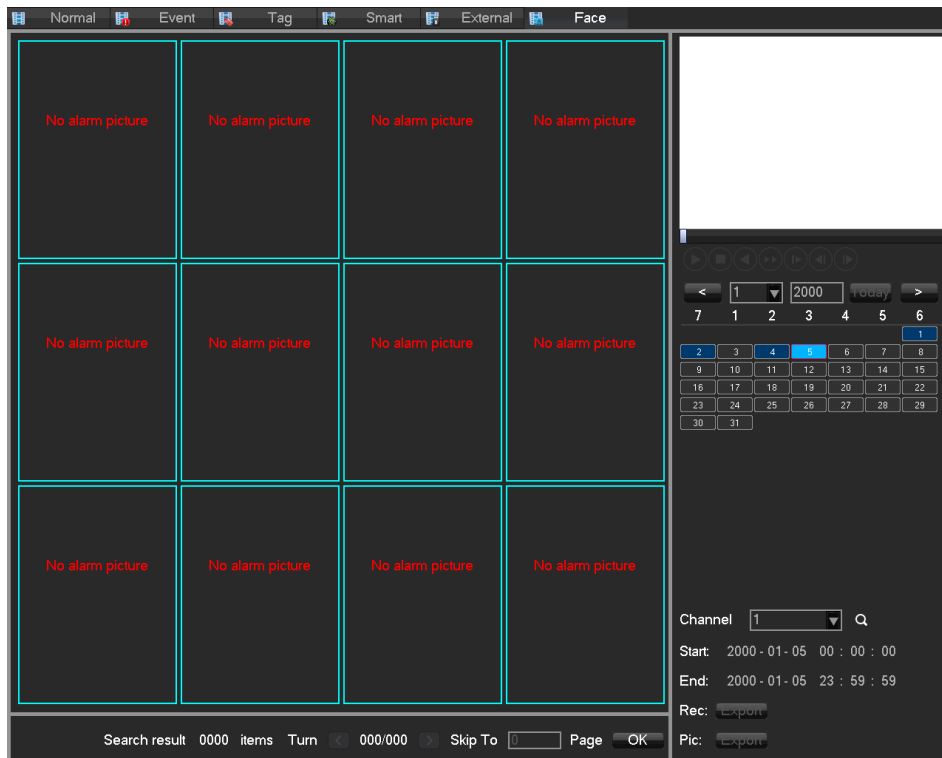 Normal Event Tag Smart External Face
No alarm picture No alarm picture No alarm picture No alarm picture
No alarm picture No alarm picture No alarm picture No alarm picture
No alarm picture No alarm picture No alarm picture No alarm picture
Search result 0000 items Turn < 000/000 > Skip To 0 Page OK
< 1 2000 Today >
7 1 2 3 4 5 6
1
2 3 4 5 6 7 8
9 10 11 12 13 14 15
16 17 18 19 20 21 22
23 24 25 26 27 28 29
30 31
Channel 1
Start: 2000 - 01 - 05 00 : 00 : 00
End: 2000 - 01 - 05 23 : 59 : 59
Rec: Export
Pic: Export